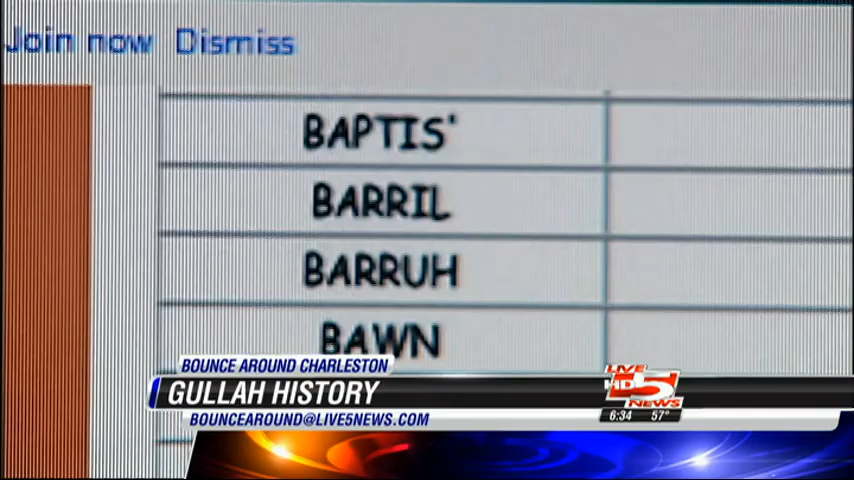 Join now Dismiss
BAPTIS'
BARRIL
BARRUH
BAWN
BOUNCE AROUND CHARLESTON
GULLAH HISTORY
BOUNCEAROUND@LIVE5NEWS.COM
LIVE
HD 5
NEWS
6:34 57°